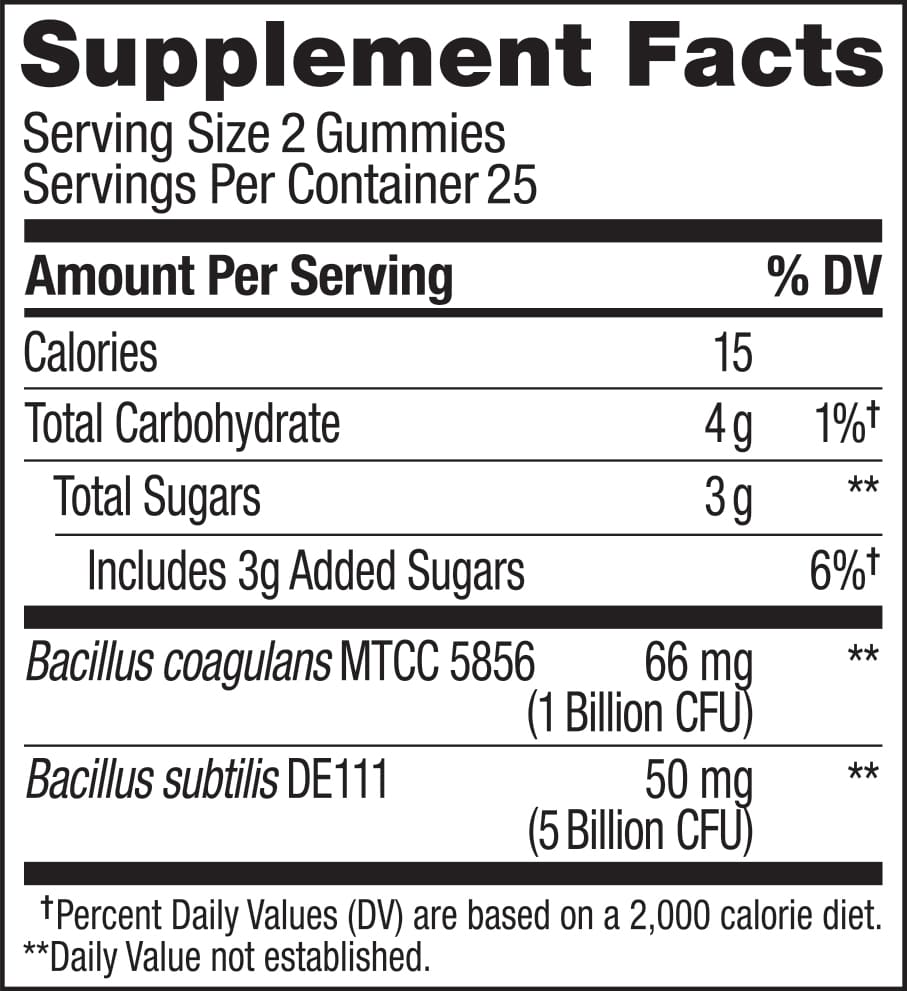 Supplement Facts
Serving Size 2 Gummies
Servings Per Container 25
Amount Per Serving % DV
Calories 15
Total Carbohydrate 4 g 1%†
Total Sugars 3 g **
Includes 3g Added Sugars 6%†
Bacillus coagulans MTCC 5856 66 mg **
(1 Billion CFU)
Bacillus subtilis DE111 50 mg **
(5 Billion CFU)
†Percent Daily Values (DV) are based on a 2,000 calorie diet.
**Daily Value not established.